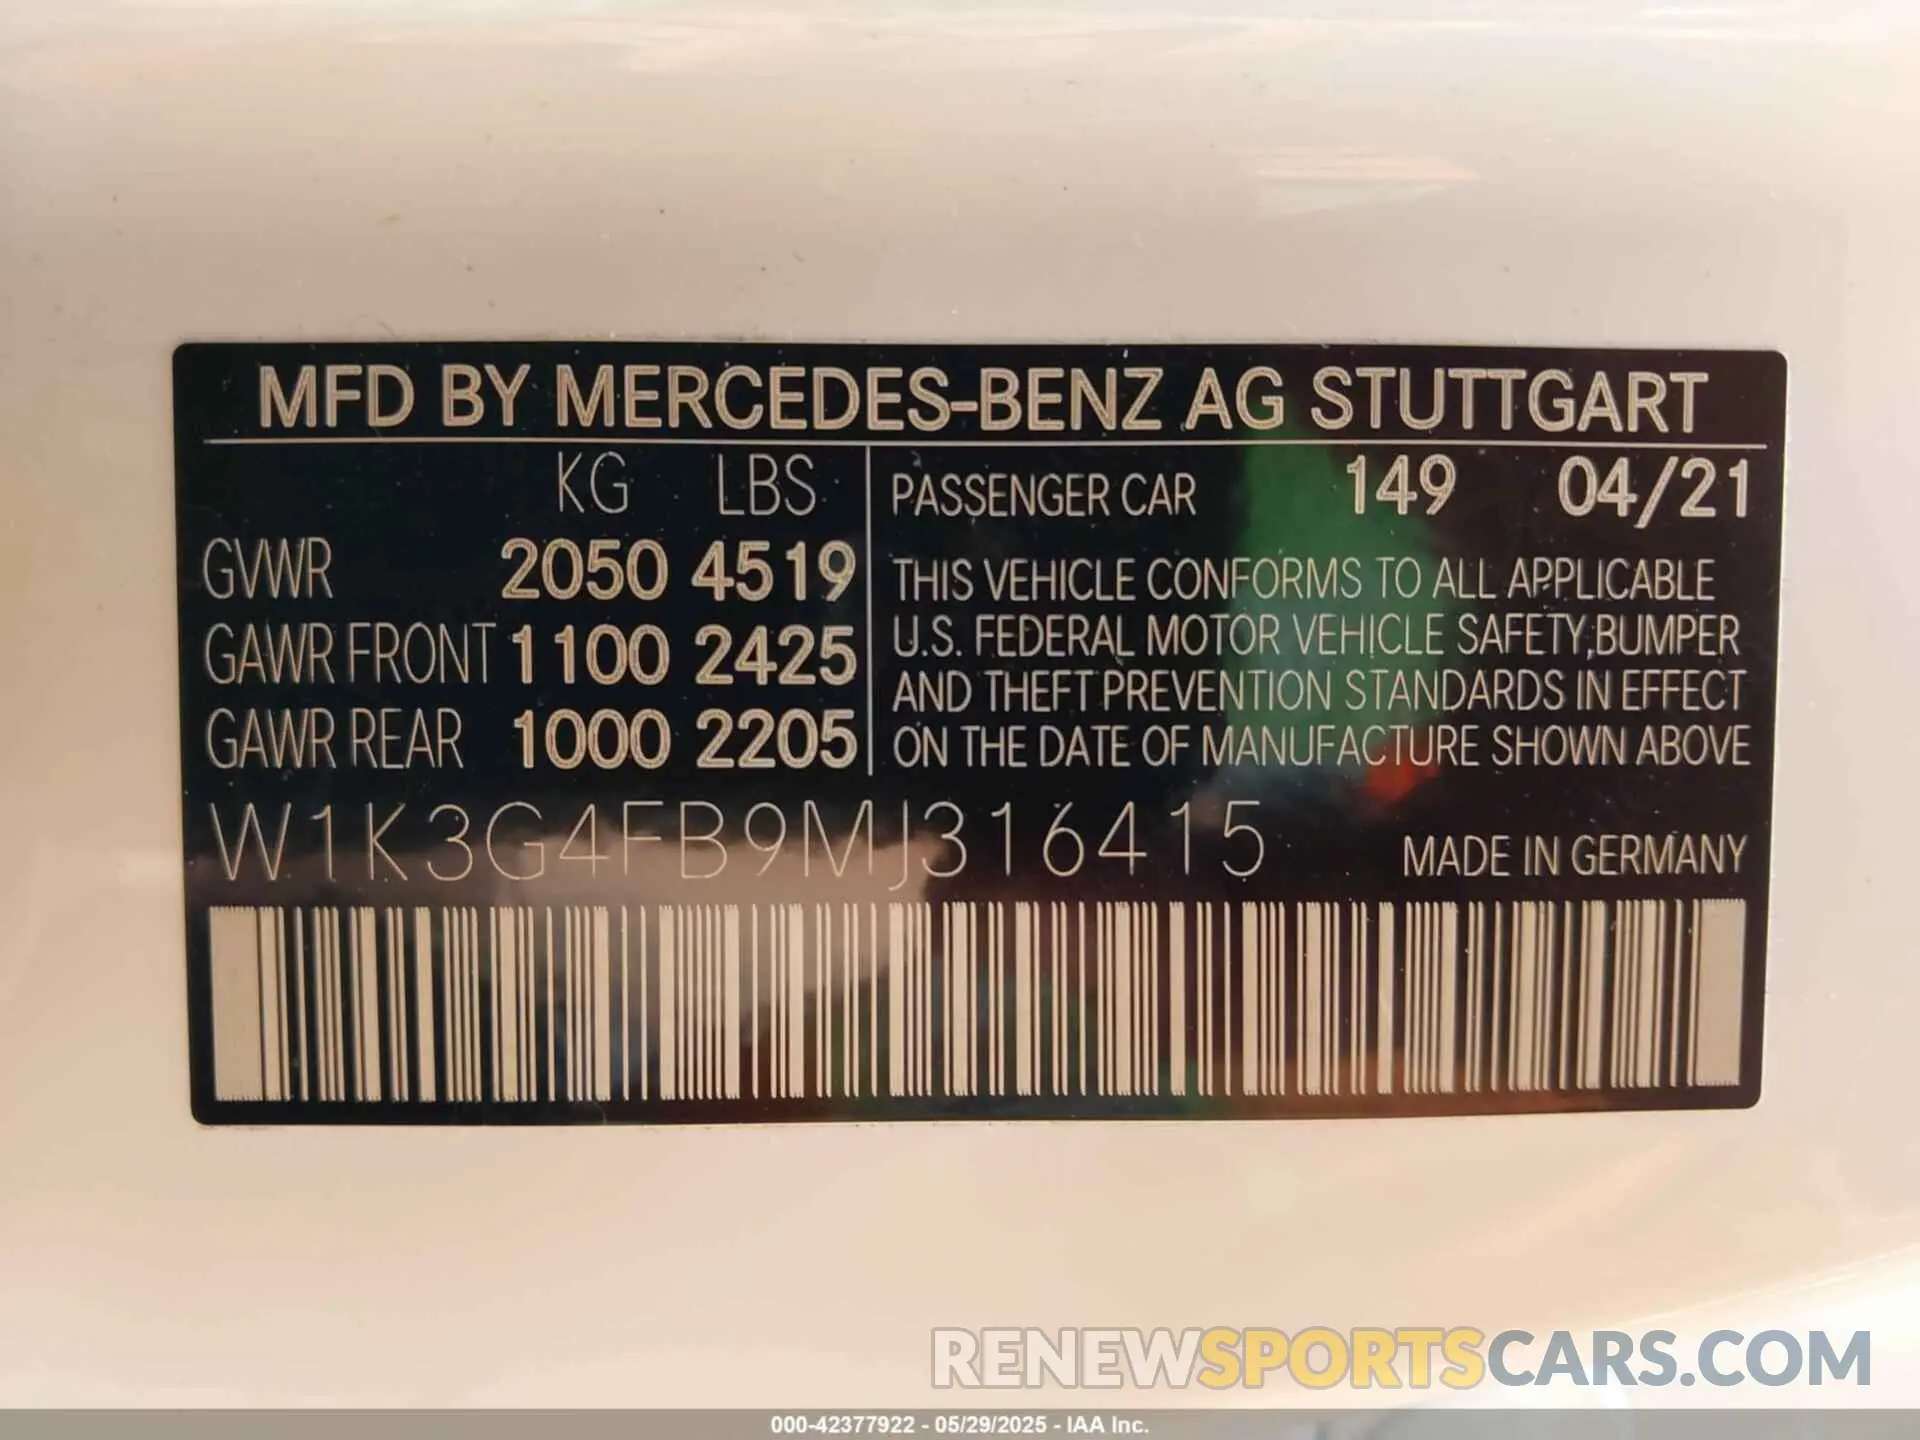 MFD BY MERCEDES-BENZ AG STUTTGART
KG LBS
GVWR 2050 4519
GAWR FRONT 1100 2425
GAWR REAR 1000 2205
PASSENGER CAR 149 04/21
THIS VEHICLE CONFORMS TO ALL APPLICABLE
U.S. FEDERAL MOTOR VEHICLE SAFETY,BUMPER
AND THEFT PREVENTION STANDARDS IN EFFECT
ON THE DATE OF MANUFACTURE SHOWN ABOVE
W1K3G4FB9MJ316415
MADE IN GERMANY
RENEWSPORTSCARS.COM
000-42377922 - 05/29/2025 - IAA Inc.